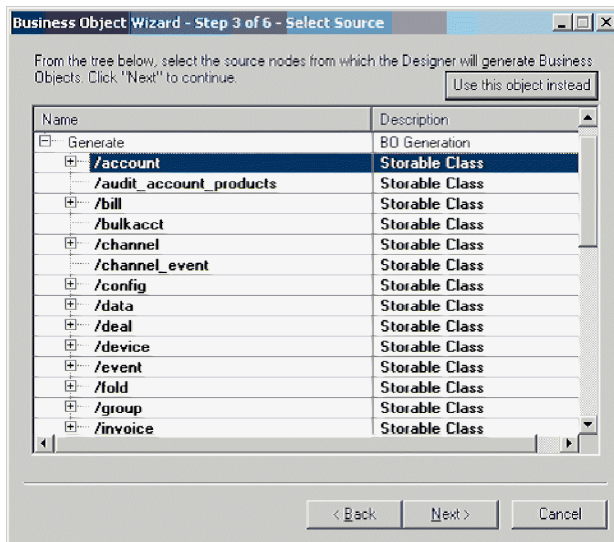 Business Object Wizard - Step 3 of 6 - Select Source
From the tree below, select the source nodes from which the Designer will generate Business
Objects. Click "Next" to continue.
Use this object instead
Name Description
Generate BO Generation
/account Storable Class
/audit_account_products Storable Class
/bill Storable Class
/bulkacct Storable Class
/channel Storable Class
/channel_event Storable Class
/config Storable Class
/data Storable Class
/deal Storable Class
/device Storable Class
/event Storable Class
/fold Storable Class
/group Storable Class
/invoice Storable Class
< Back Next > Cancel